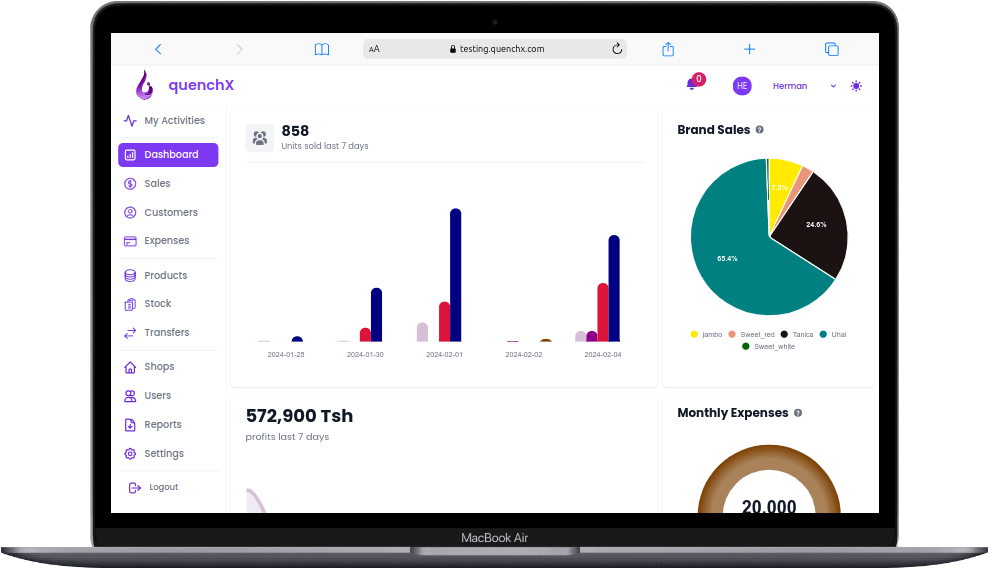 AA
testing.quenchx.com
quenchX
0
HE
Herman
My Activities
Dashboard
Sales
Customers
Expenses
Products
Stock
Transfers
Shops
Users
Reports
Settings
Logout
858
Units sold last 7 days
2024-01-28
2024-01-30
2024-02-01
2024-02-02
2024-02-04
Brand Sales ?
7.0%
24.6%
65.4%
jambo Sweet_red Tanica Uhai
Sweet_white
572,900 Tsh
profits last 7 days
Monthly Expenses ?
20,000
MacBook Air